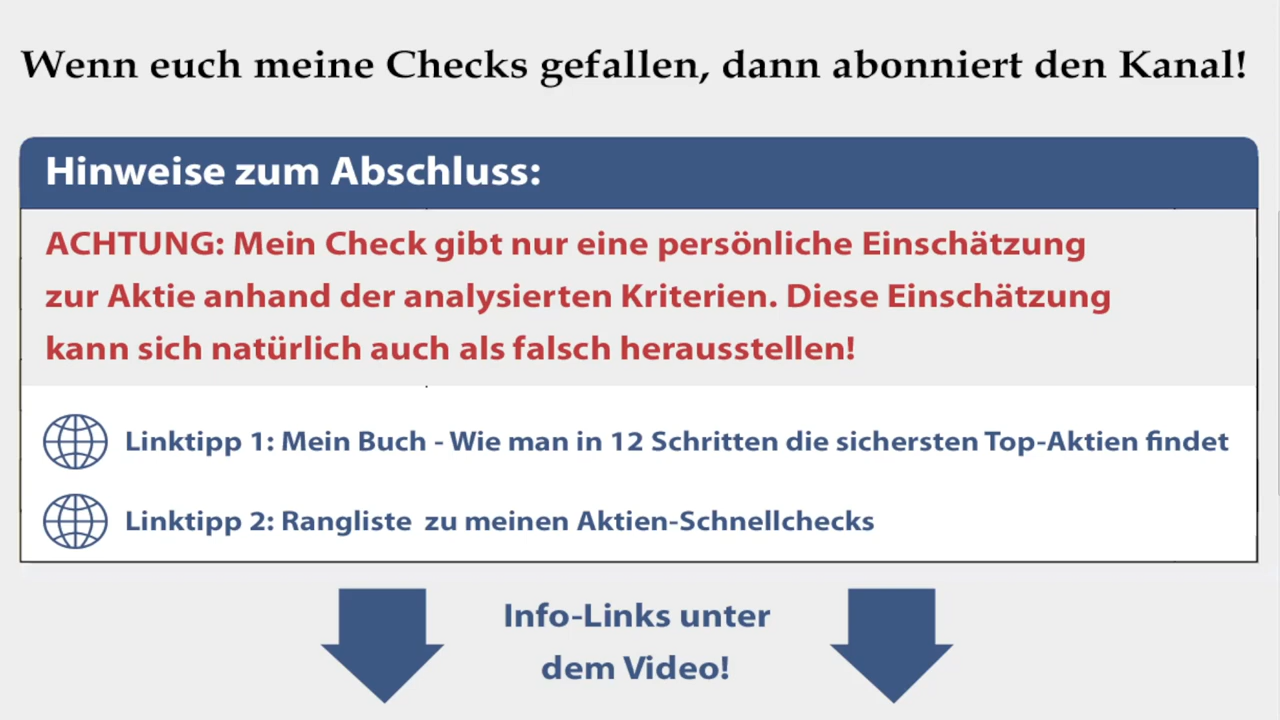 Wenn euch meine Checks gefallen, dann abonniert den Kanal!
Hinweise zum Abschluss:
ACHTUNG: Mein Check gibt nur eine persönliche Einschätzung
zur Aktie anhand der analysierten Kriterien. Diese Einschätzung
kann sich natürlich auch als falsch herausstellen!
Linktipp 1: Mein Buch - Wie man in 12 Schritten die sichersten Top-Aktien findet
Linktipp 2: Rangliste zu meinen Aktien-Schnellchecks
Info-Links unter
dem Video!